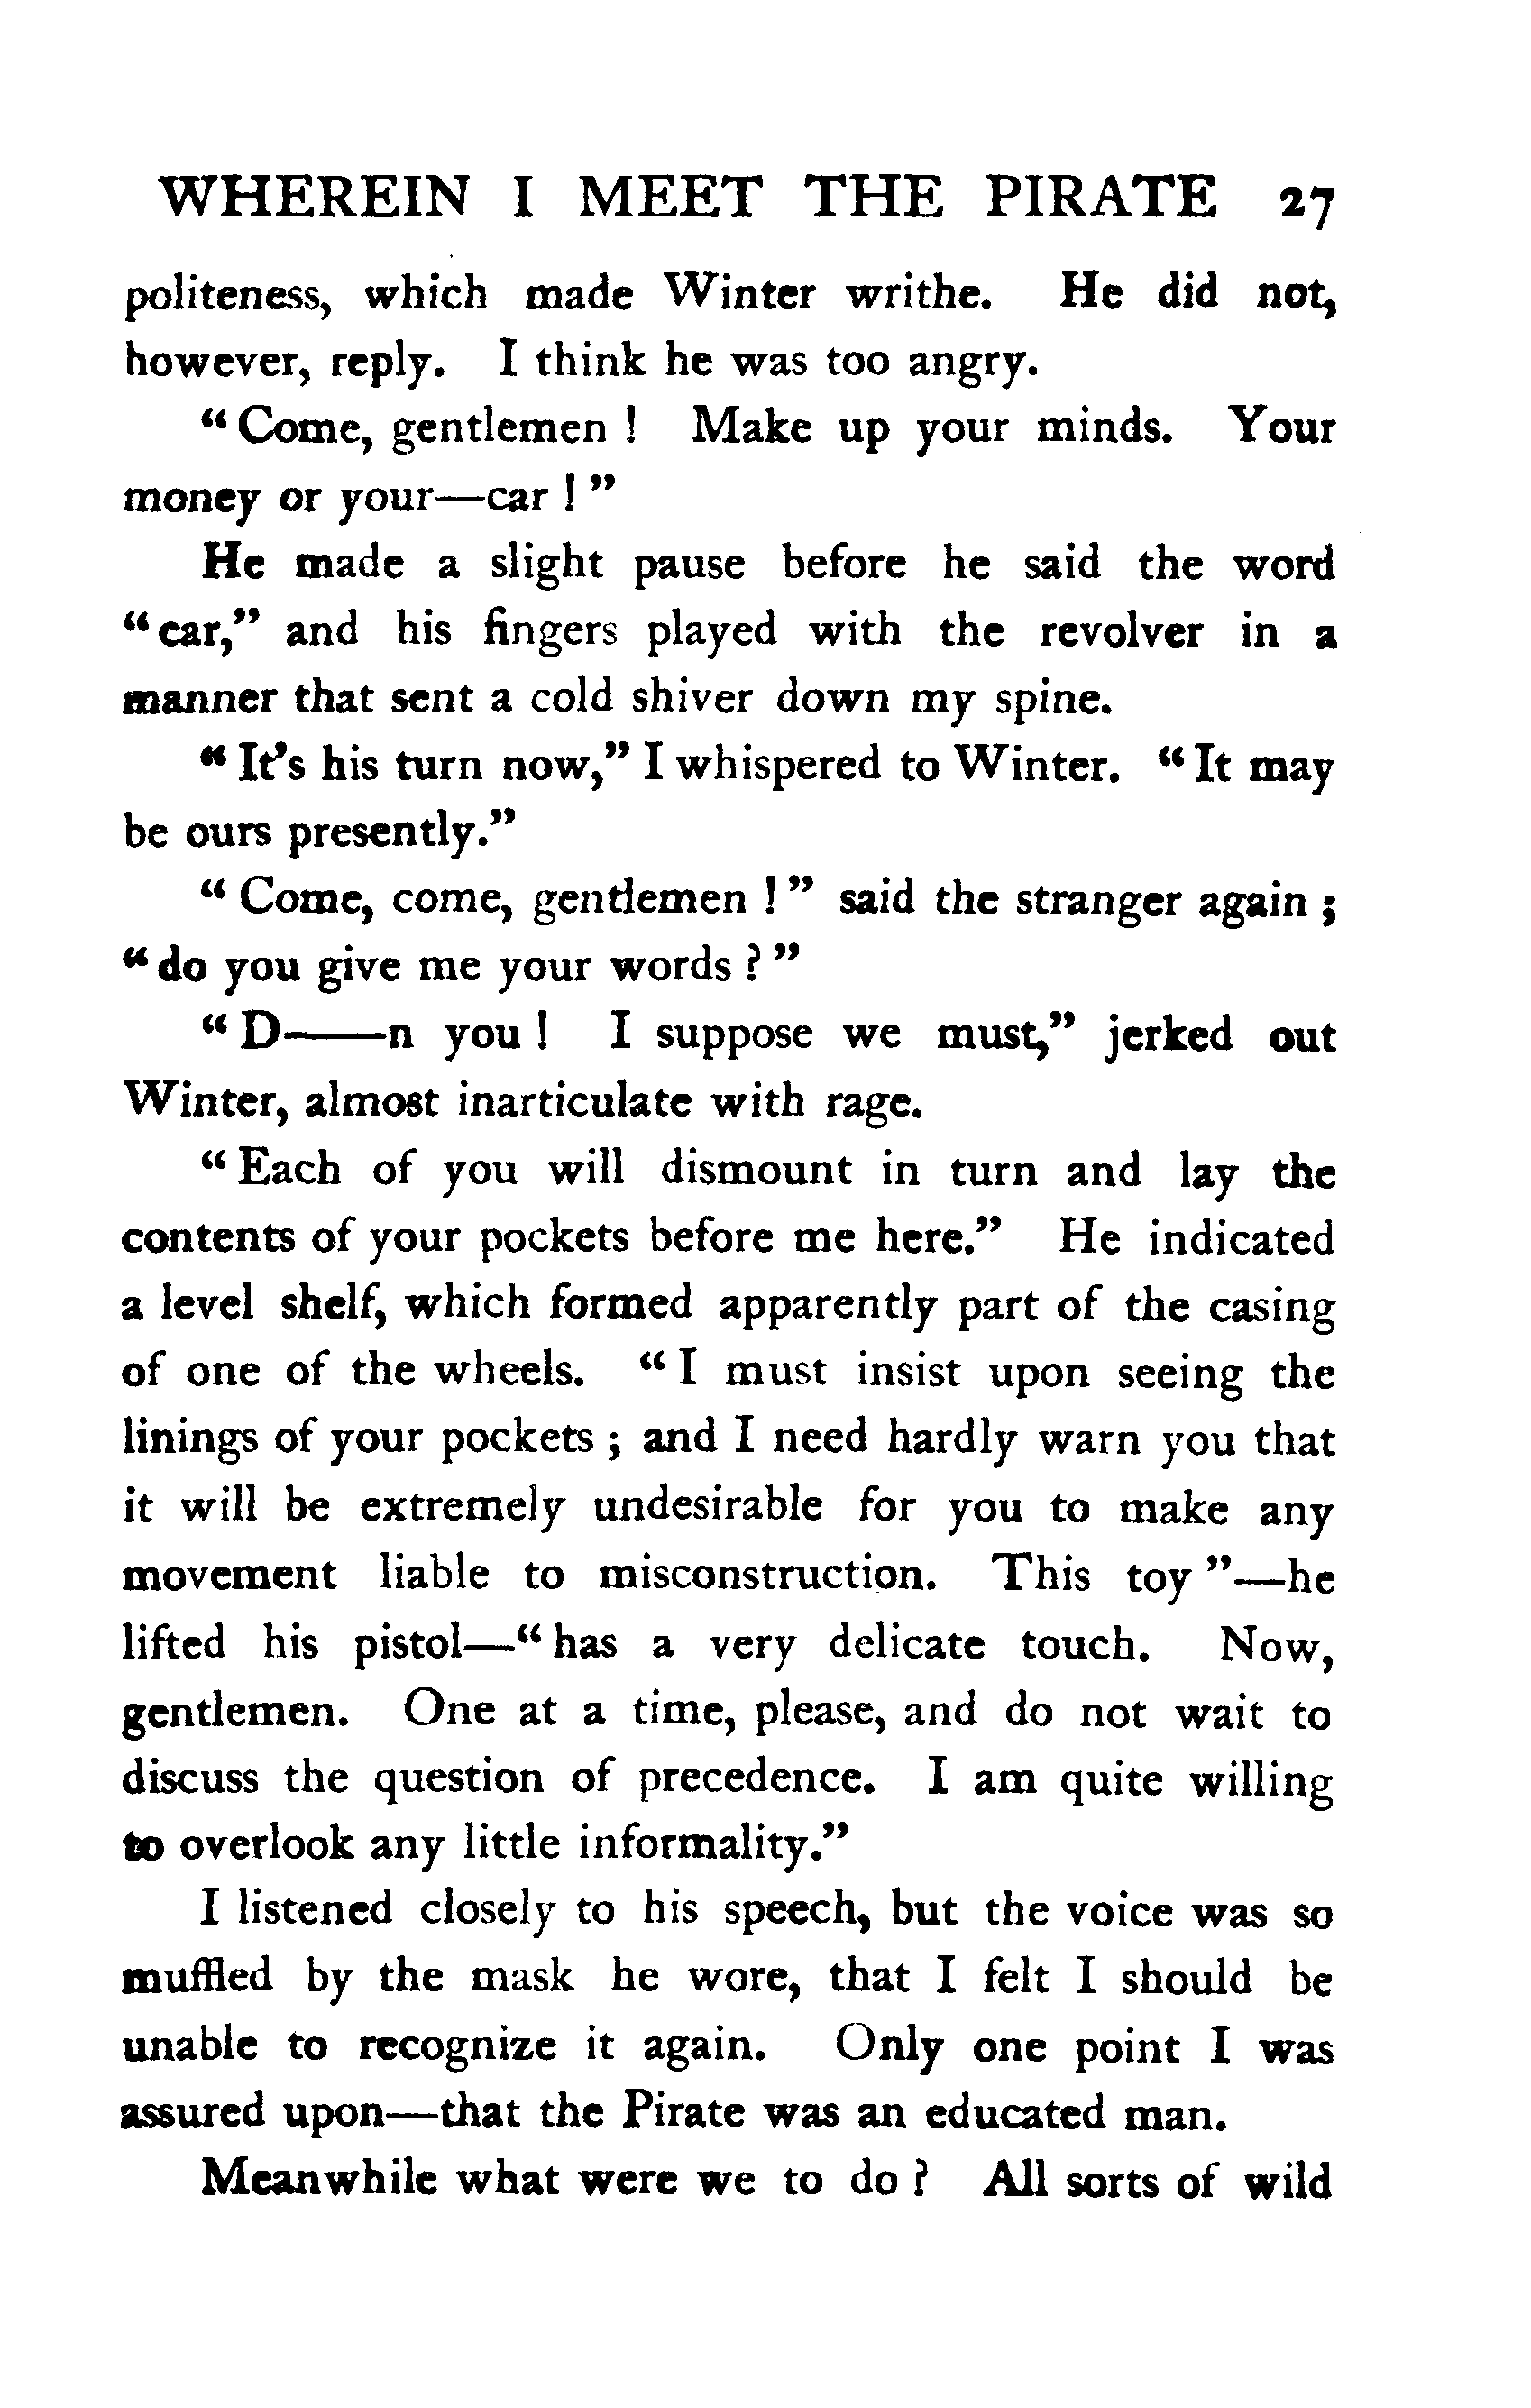 WHEREIN I MEET THE PIRATE 27
politeness, which made Winter writhe. He did not,
however, reply. I think he was too angry.
“ Come, gentlemen ! Make up your minds. Your
money or your—car ! ”
He made a slight pause before he said the word
“ car,” and his fingers played with the revolver in a
manner that sent a cold shiver down my spine.
“ It’s his turn now,” I whispered to Winter. “ It may
be ours presently.”
“ Come, come, gentlemen ! ” said the stranger again ;
“ do you give me your words ? ”
“ D——n you ! I suppose we must,” jerked out
Winter, almost inarticulate with rage.
“ Each of you will dismount in turn and lay the
contents of your pockets before me here.” He indicated
a level shelf, which formed apparently part of the casing
of one of the wheels. “ I must insist upon seeing the
linings of your pockets ; and I need hardly warn you that
it will be extremely undesirable for you to make any
movement liable to misconstruction. This toy ”—he
lifted his pistol—“ has a very delicate touch. Now,
gentlemen. One at a time, please, and do not wait to
discuss the question of precedence. I am quite willing
to overlook any little informality.”
I listened closely to his speech, but the voice was so
muffled by the mask he wore, that I felt I should be
unable to recognize it again. Only one point I was
assured upon—that the Pirate was an educated man.
Meanwhile what were we to do ? All sorts of wild